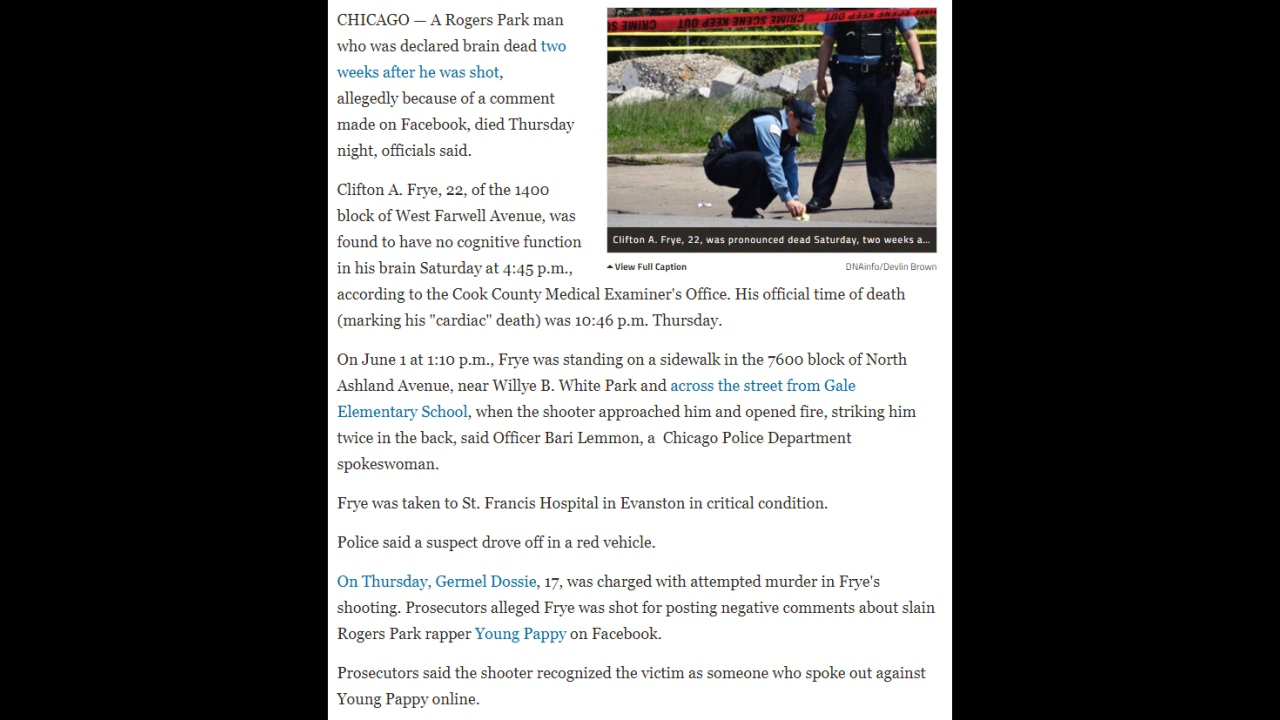 CHICAGO — A Rogers Park man
who was declared brain dead two
weeks after he was shot,
allegedly because of a comment
made on Facebook, died Thursday
night, officials said.
CRIME SCENE KEEP OUT
Clifton A. Frye, 22, of the 1400
block of West Farwell Avenue, was
found to have no cognitive function
in his brain Saturday at 4:45 p.m.,
Clifton A. Frye, 22, was pronounced dead Saturday, two weeks a...
View Full Caption
DNAinfo/Devlin Brown
according to the Cook County Medical Examiner's Office. His official time of death
(marking his "cardiac" death) was 10:46 p.m. Thursday.
On June 1 at 1:10 p.m., Frye was standing on a sidewalk in the 7600 block of North
Ashland Avenue, near Willye B. White Park and across the street from Gale
Elementary School, when the shooter approached him and opened fire, striking him
twice in the back, said Officer Bari Lemmon, a  Chicago Police Department
spokeswoman.
Frye was taken to St. Francis Hospital in Evanston in critical condition.
Police said a suspect drove off in a red vehicle.
On Thursday, Germel Dossie, 17, was charged with attempted murder in Frye's
shooting. Prosecutors alleged Frye was shot for posting negative comments about slain
Rogers Park rapper Young Pappy on Facebook.
Prosecutors said the shooter recognized the victim as someone who spoke out against
Young Pappy online.